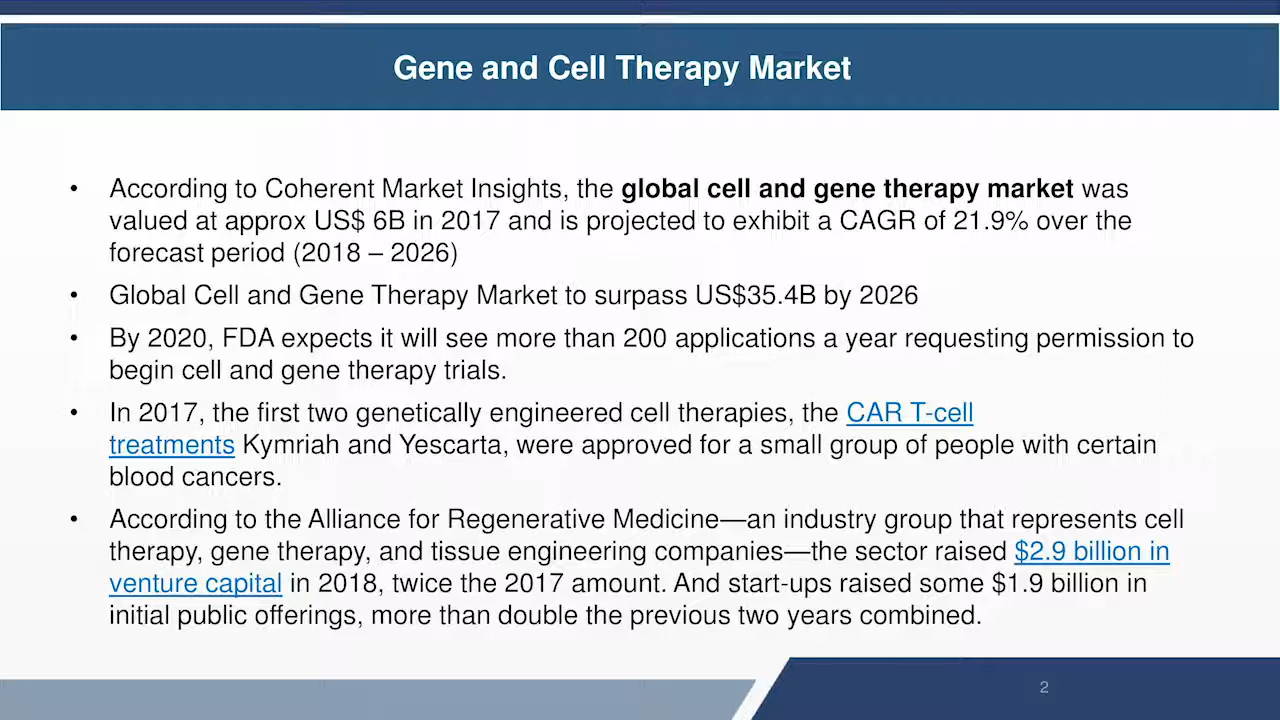 Gene and Cell Therapy Market
• According to Coherent Market Insights, the global cell and gene therapy market was
valued at approx US$ 6B in 2017 and is projected to exhibit a CAGR of 21.9% over the
forecast period (2018 – 2026)
• Global Cell and Gene Therapy Market to surpass US$35.4B by 2026
• By 2020, FDA expects it will see more than 200 applications a year requesting permission to
begin cell and gene therapy trials.
• In 2017, the first two genetically engineered cell therapies, the CAR T-cell
treatments Kymriah and Yescarta, were approved for a small group of people with certain
blood cancers.
• According to the Alliance for Regenerative Medicine—an industry group that represents cell
therapy, gene therapy, and tissue engineering companies—the sector raised $2.9 billion in
venture capital in 2018, twice the 2017 amount. And start-ups raised some $1.9 billion in
initial public offerings, more than double the previous two years combined.
2